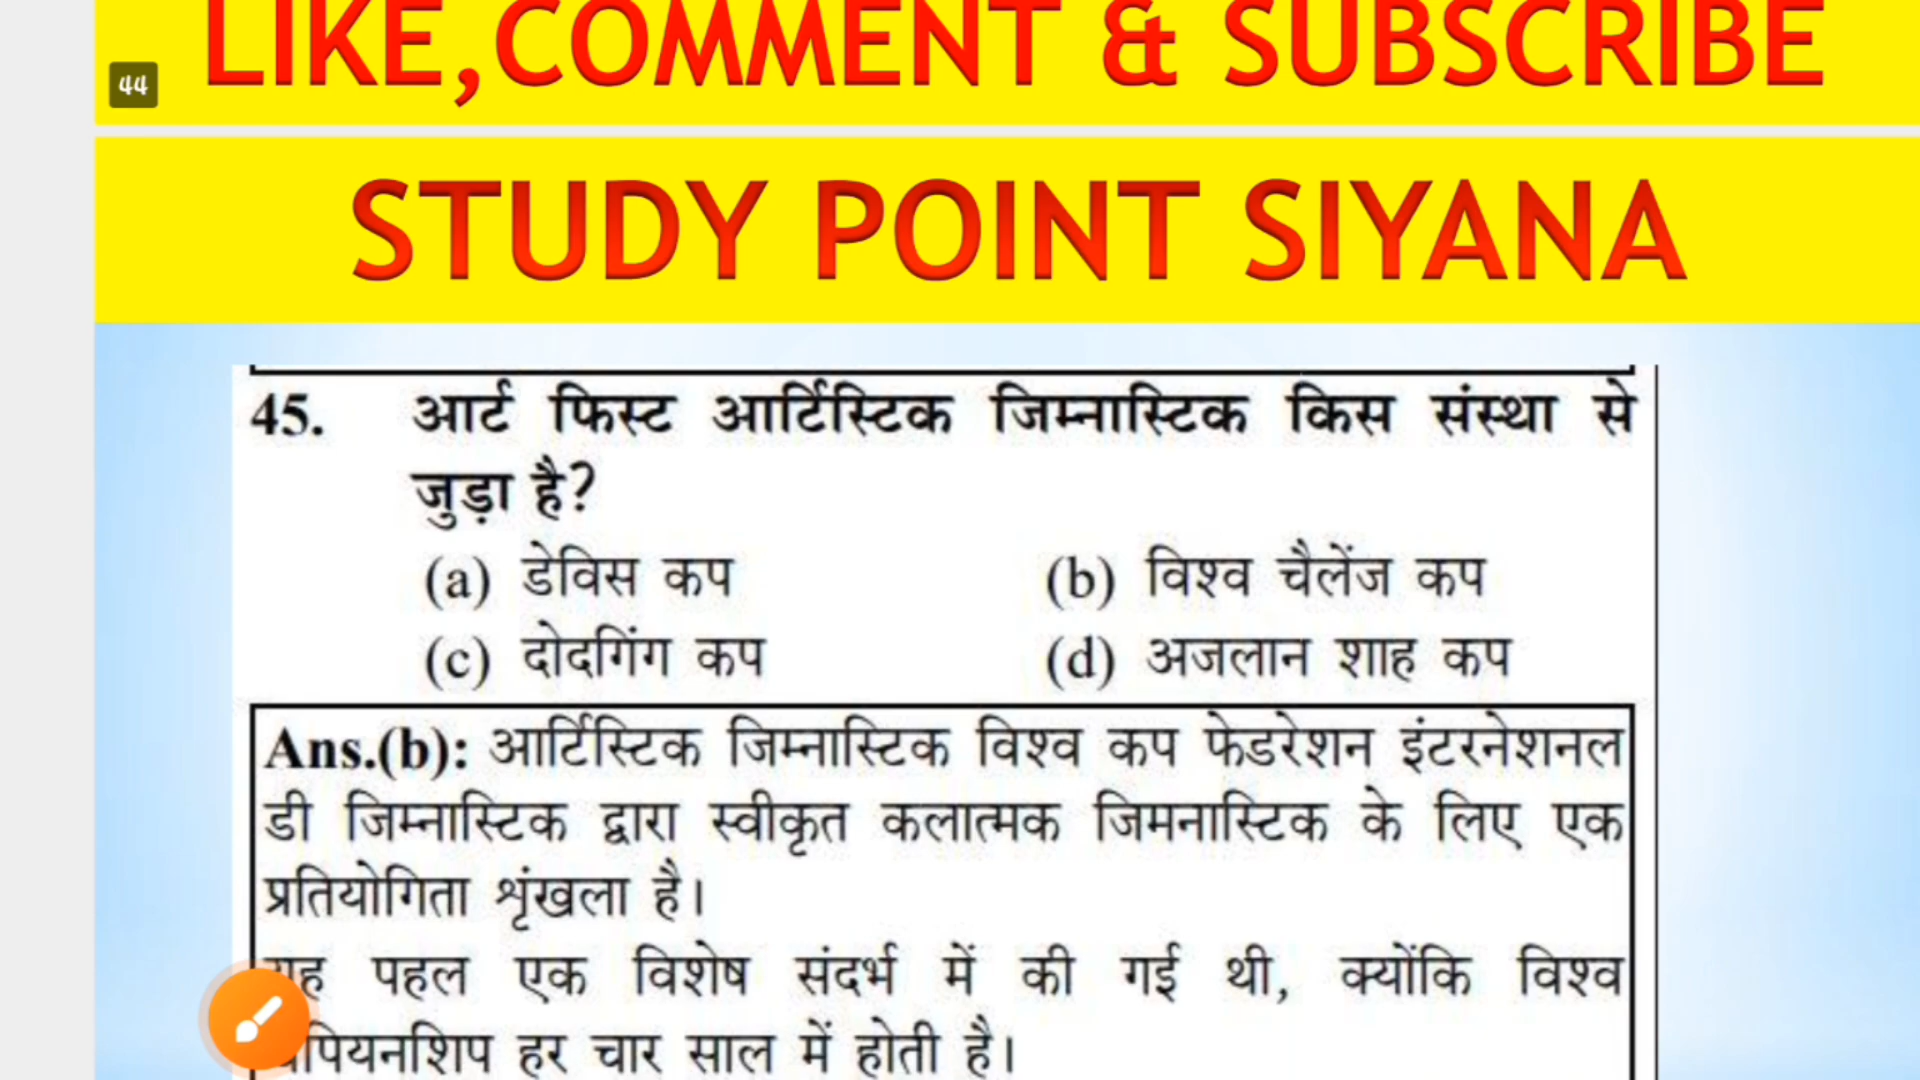 LIKE,COMMENT & SUBSCRIBE
44
STUDY POINT SIYANA
45. आर्ट फिस्ट आर्टिस्टिक जिम्नास्टिक किस संस्था से
जुड़ा है?
(a) डेविस कप (b) विश्व चैलेंज कप
(c) दोदगिंग कप (d) अजलान शाह कप
Ans.(b): आर्टिस्टिक जिम्नास्टिक विश्व कप फेडरेशन इंटरनेशनल
डी जिम्नास्टिक द्वारा स्वीकृत कलात्मक जिमनास्टिक के लिए एक
प्रतियोगिता शृंखला है।
यह पहल एक विशेष संदर्भ में की गई थी, क्योंकि विश्व
हर चार साल में होती है।